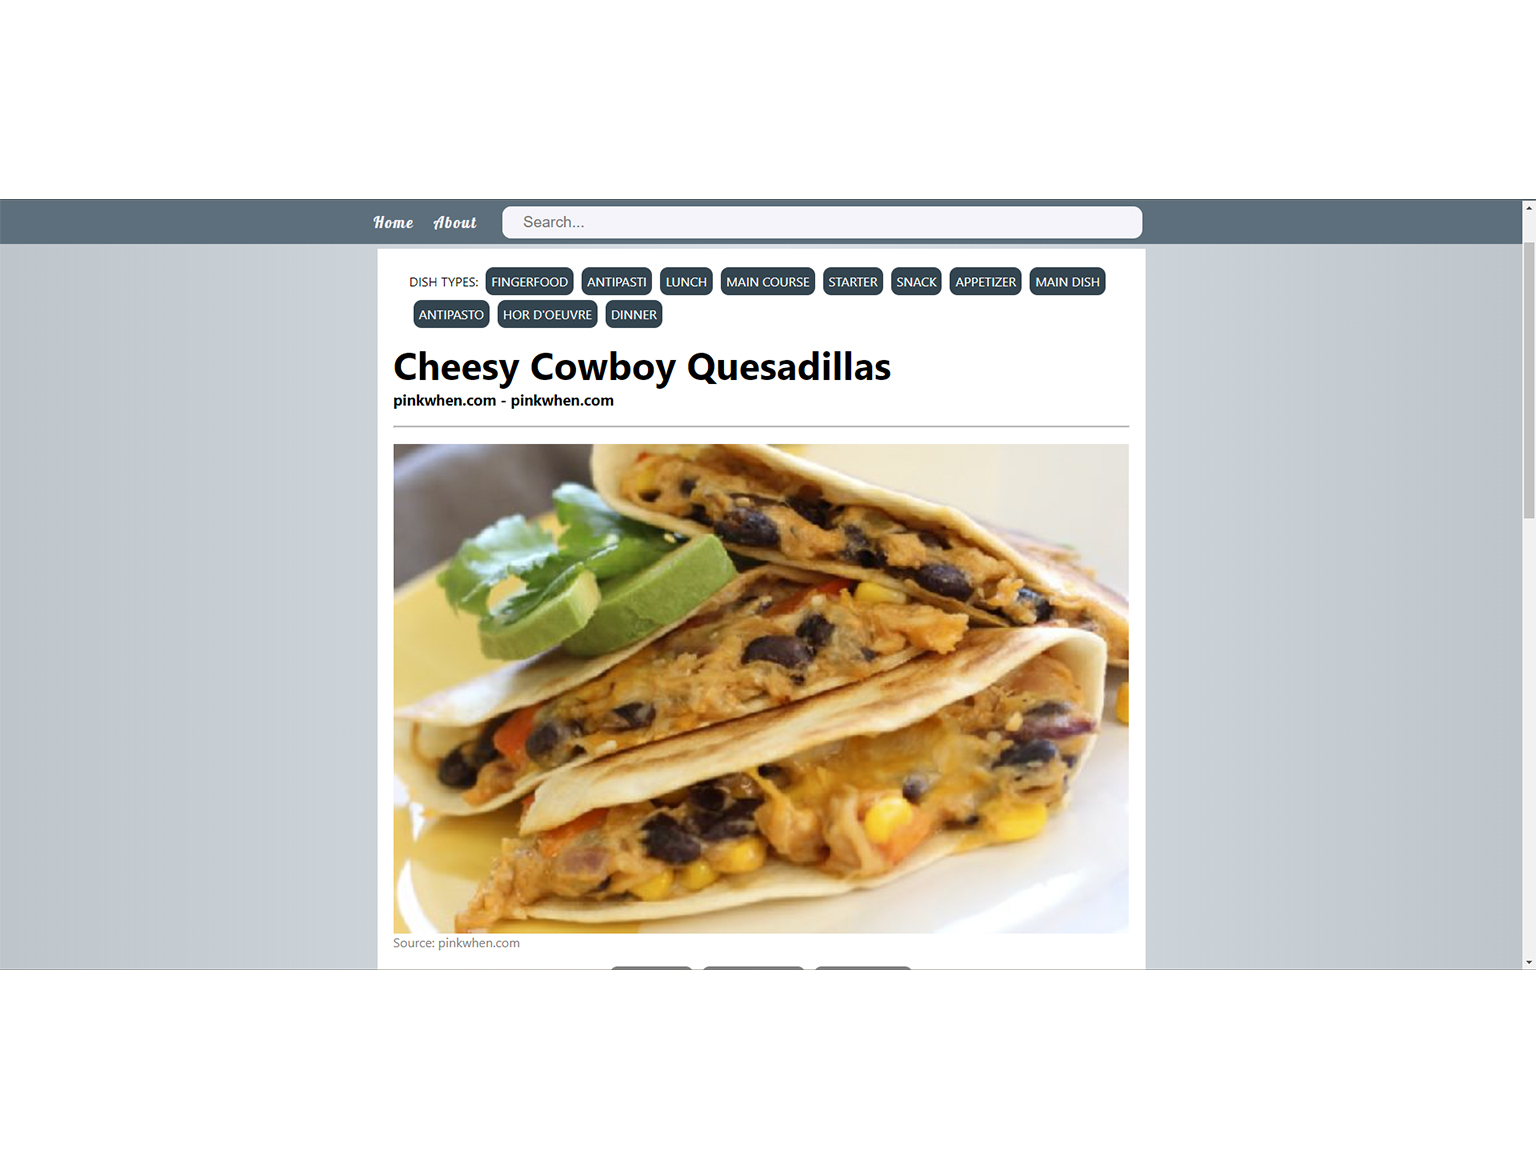 Home About Search...
DISH TYPES: FINGERFOOD ANTIPASTI LUNCH MAIN COURSE STARTER SNACK APPETIZER MAIN DISH
ANTIPASTO HOR D'OEUVRE DINNER
Cheesy Cowboy Quesadillas
pinkwhen.com - pinkwhen.com
Source: pinkwhen.com